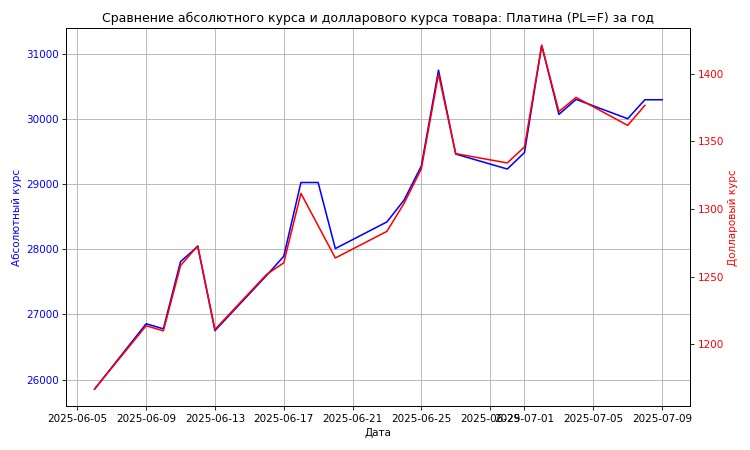 Сравнение абсолютного курса и долларового курса товара: Платина (PL=F) за год
31000
30000
29000
28000
27000
26000
Абсолютный курс
1400
1350
1300
1250
1200
Долларовый курс
2025-06-05 2025-06-09 2025-06-13 2025-06-17 2025-06-21 2025-06-25 2025-06-29 2025-07-01 2025-07-05 2025-07-09
Дата